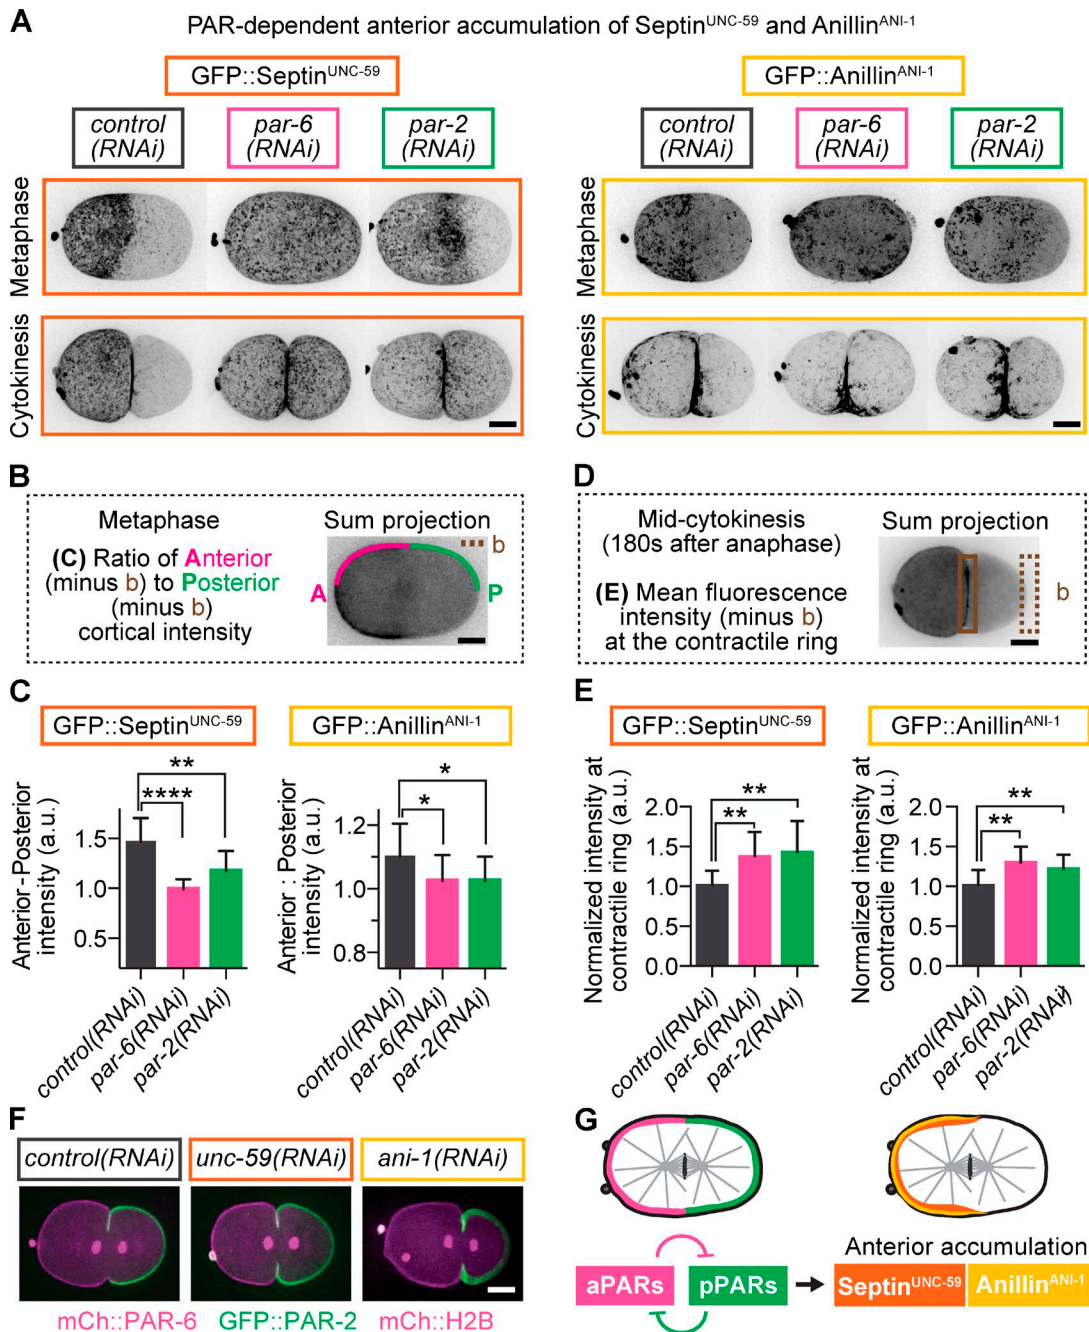 A
PAR-dependent anterior accumulation of Septin^UNC-59 and Anillin^ANI-1
GFP::Septin^UNC-59
GFP::Anillin^ANI-1
control (RNAi)
par-6 (RNAi)
par-2 (RNAi)
control (RNAi)
par-6 (RNAi)
par-2 (RNAi)
Metaphase
Metaphase
Cytokinesis
Cytokinesis
B
Metaphase
(C) Ratio of Anterior
(minus b) to Posterior
(minus b)
cortical intensity
Sum projection
b
A
P
D
Mid-cytokinesis
(180s after anaphase)
(E) Mean fluorescence
intensity (minus b)
at the contractile ring
Sum projection
b
C
GFP::Septin^UNC-59
Anterior -Posterior
intensity (a.u.)
1.5
1.0
0.5
**
****
control(RNAi)
par-6(RNAi)
par-2(RNAi)
GFP::Anillin^ANI-1
Anterior : Posterior
intensity (a.u.)
1.2
1.0
0.8
*
*
control(RNAi)
par-6(RNAi)
par-2(RNAi)
E
GFP::Septin^UNC-59
Normalized intensity at
contractile ring (a.u.)
2.0
1.5
1.0
0.5
0.0
**
**
control(RNAi)
par-6(RNAi)
par-2(RNAi)
GFP::Anillin^ANI-1
Normalized intensity at
contractile ring (a.u.)
2.0
1.5
1.0
0.5
0.0
**
**
control(RNAi)
par-6(RNAi)
par-2(RNAi)
F
control(RNAi)
unc-59(RNAi)
ani-1(RNAi)
mCh::PAR-6
GFP::PAR-2
mCh::H2B
G
aPARs
pPARs
Anterior accumulation
Septin^UNC-59
Anillin^ANI-1